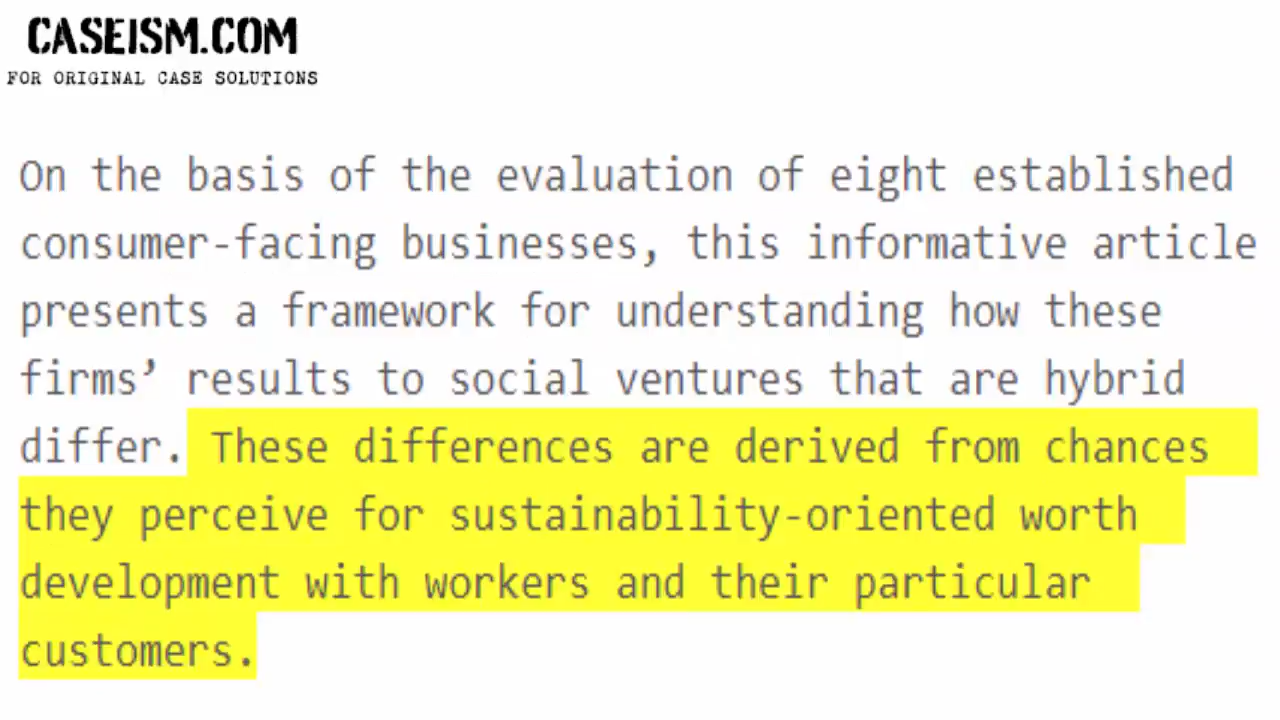 CASEISM.COM
FOR ORIGINAL CASE SOLUTIONS
On the basis of the evaluation of eight established
consumer-facing businesses, this informative article
presents a framework for understanding how these
firms’ results to social ventures that are hybrid
differ. These differences are derived from chances
they perceive for sustainability-oriented worth
development with workers and their particular
customers.